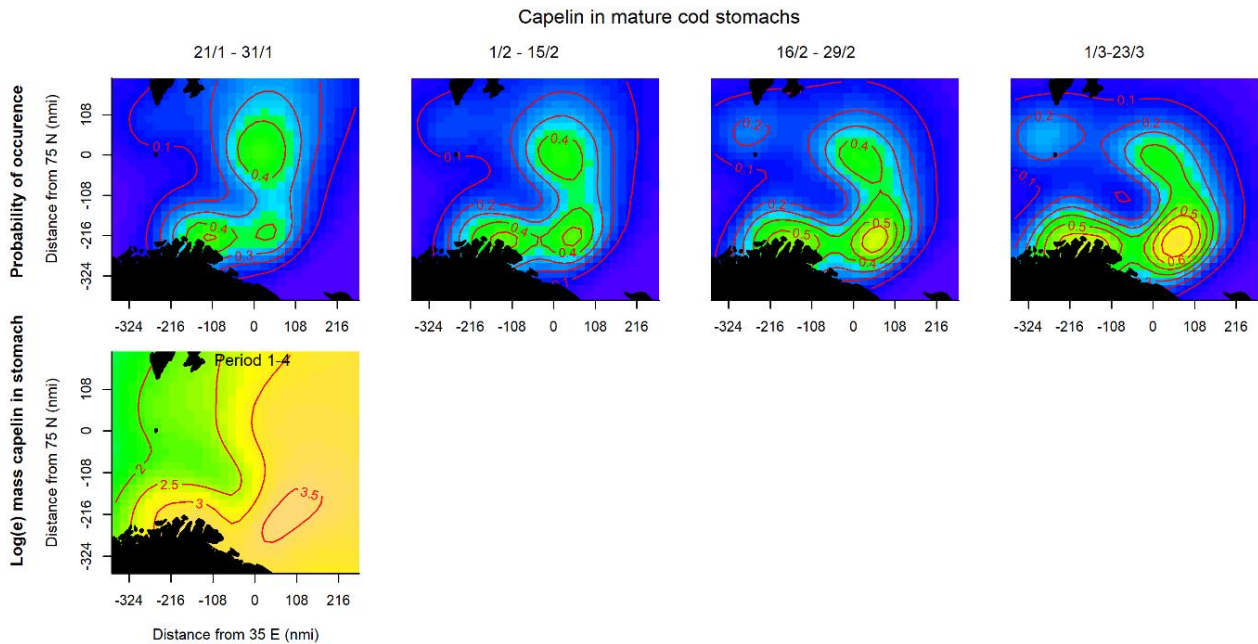 Capelin in mature cod stomachs
21/1 - 31/1
1/2 - 15/2
16/2 - 29/2
1/3-23/3
Probability of occurence
Distance from 75 N (nmi)
108
0
-108
-216
-324
0.1
0.4
0.4
0.3
0.1
0.4
0.2
0.4
0.4
0.1
0.2
0.2
0.1
0.5
0.5
0.4
0.1
0.2
0.2
0.1
0.5
0.5
0.6
-324 -216 -108 0 108 216
-324 -216 -108 0 108 216
-324 -216 -108 0 108 216
-324 -216 -108 0 108 216
Log(e) mass capelin in stomach
Distance from 75 N (nmi)
Period 1-4
108
0
-108
-216
-324
2
2.5
3
3.5
-324 -216 -108 0 108 216
Distance from 35 E (nmi)